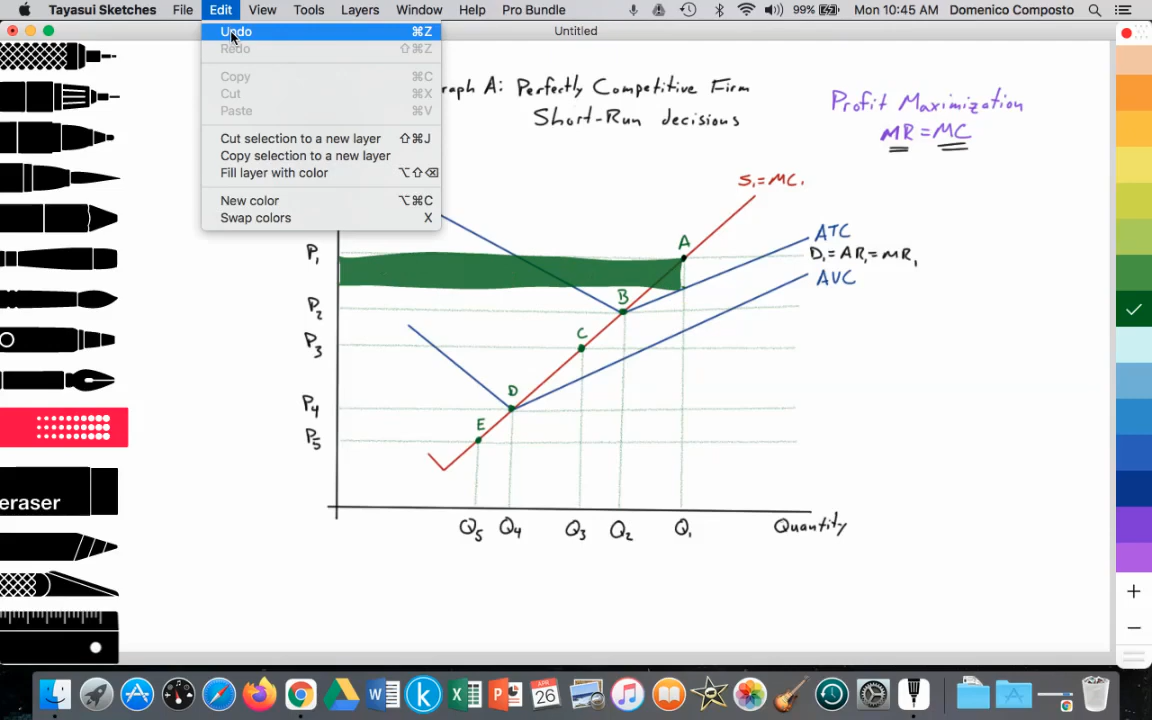 Tayasui Sketches File Edit View Tools Layers Window Help Pro Bundle 99% Mon 10:45 AM Domenico Composto
Untitled
Undo ⌘Z
Redo ⇧⌘Z
Copy ⌘C
Cut ⌘X
Paste ⌘V
Cut selection to a new layer ⇧⌘J
Copy selection to a new layer
Fill layer with color ⌥⇧⌫
New color ⌥⌘C
Swap colors X
raph A: Perfectly Competitive Firm
Short-Run decisions
Profit Maximization
MR = MC
S₁=MC₁
ATC
D₁=AR₁=MR₁
AVC
P₁
P₂
P₃
P₄
P₅
A
B
C
D
E
Q₅ Q₄ Q₃ Q₂ Q₁ Quantity
eraser
APR
26